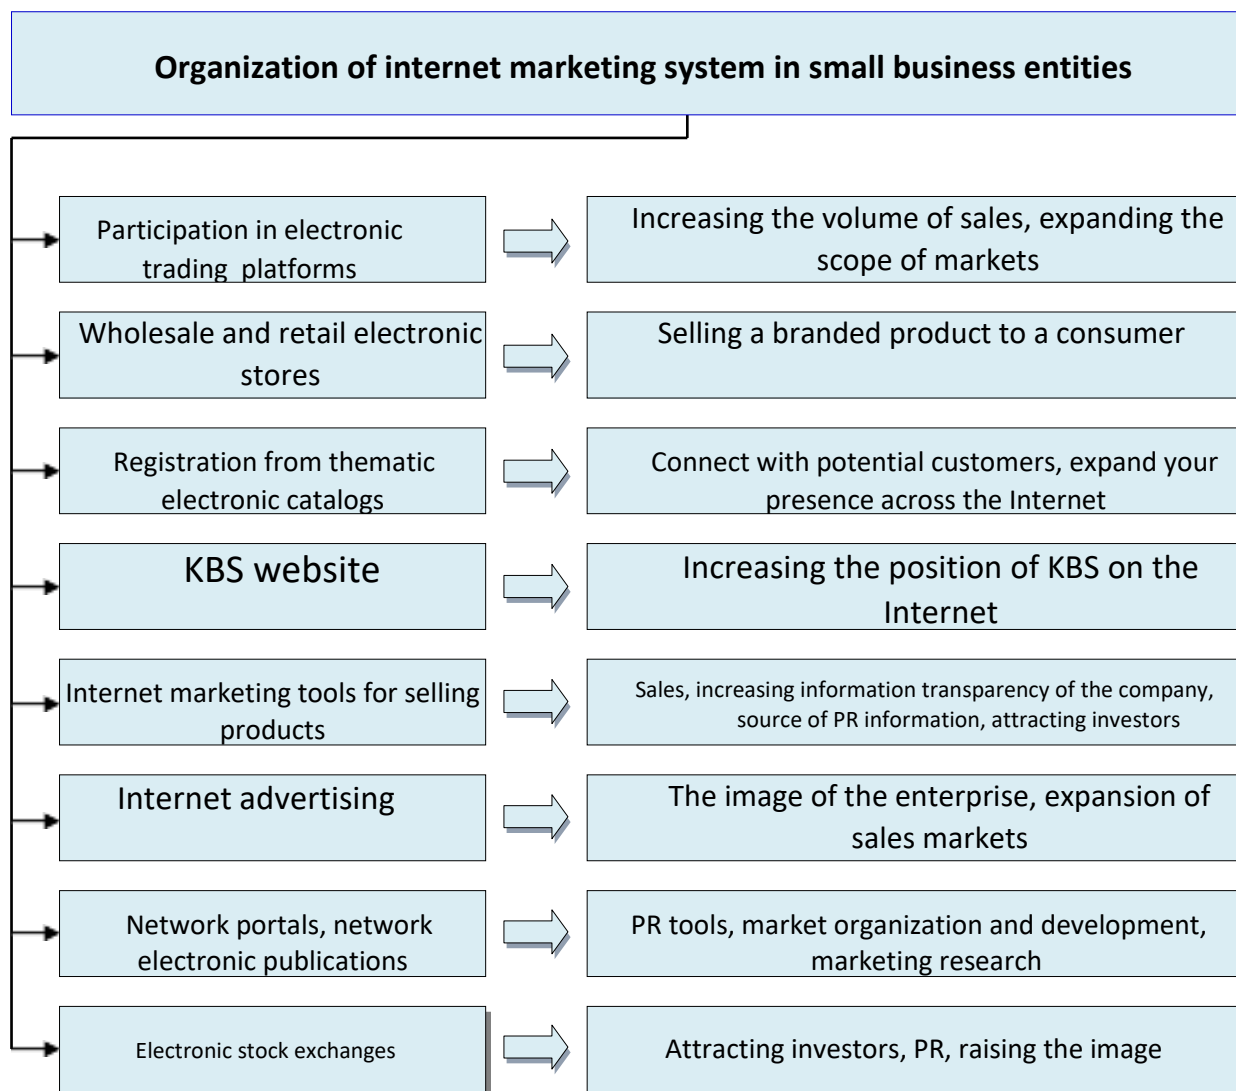 Organization of internet marketing system in small business entities
Participation in electronic
trading platforms
Increasing the volume of sales, expanding the
scope of markets
Wholesale and retail electronic
stores
Selling a branded product to a consumer
Registration from thematic
electronic catalogs
Connect with potential customers, expand your
presence across the Internet
KBS website
Increasing the position of KBS on the
Internet
Internet marketing tools for selling
products
Sales, increasing information transparency of the company,
source of PR information, attracting investors
Internet advertising
The image of the enterprise, expansion of
sales markets
Network portals, network
electronic publications
PR tools, market organization and development,
marketing research
Electronic stock exchanges
Attracting investors, PR, raising the image